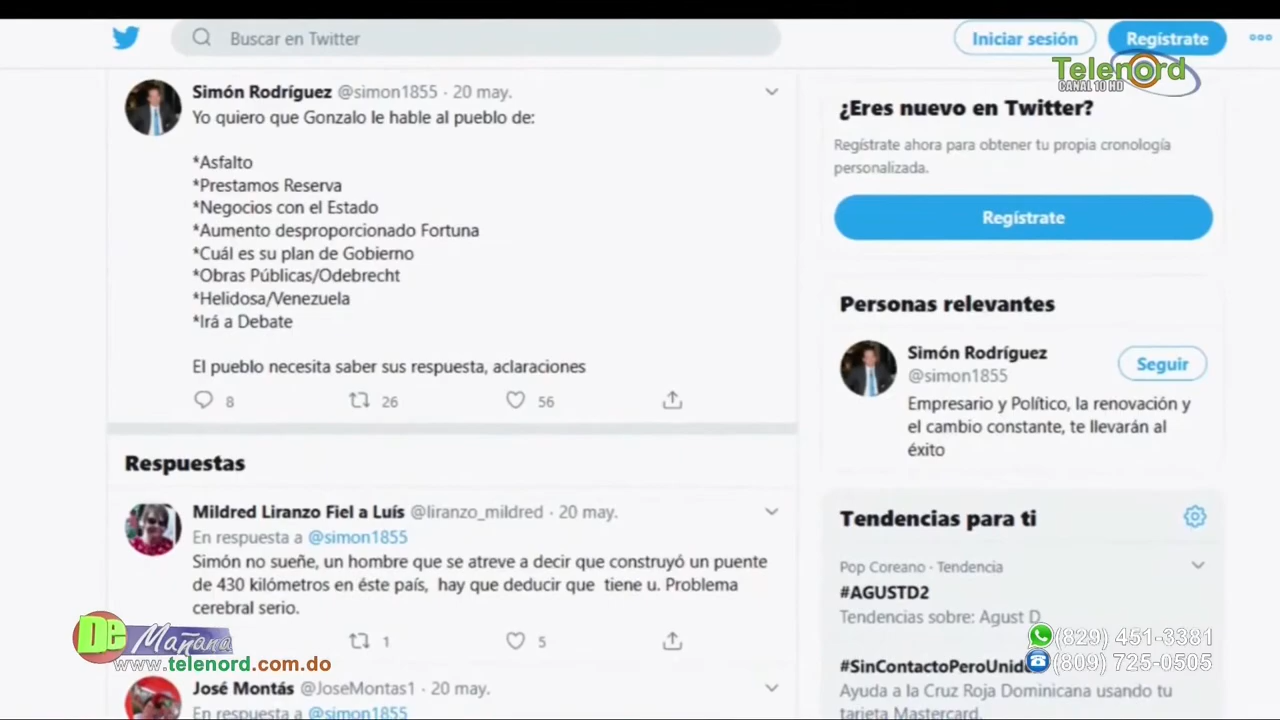 Buscar en Twitter
Iniciar sesión
Regístrate
Telenord
CANAL 10 HD
Simón Rodríguez @simon1855 · 20 may.
Yo quiero que Gonzalo le hable al pueblo de:
*Asfalto
*Prestamos Reserva
*Negocios con el Estado
*Aumento desproporcionado Fortuna
*Cuál es su plan de Gobierno
*Obras Públicas/Odebrecht
*Helidosa/Venezuela
*Irá a Debate
El pueblo necesita saber sus respuesta, aclaraciones
8 26 56
Respuestas
Mildred Liranzo Fiel a Luís @liranzo_mildred · 20 may.
En respuesta a @simon1855
Simón no sueñe, un hombre que se atreve a decir que construyó un puente
de 430 kilómetros en éste país, hay que deducir que tiene u. Problema
cerebral serio.
1 5
José Montás @JoseMontas1 · 20 may.
En respuesta a @simon1855
¿Eres nuevo en Twitter?
Regístrate ahora para obtener tu propia cronología
personalizada.
Regístrate
Personas relevantes
Simón Rodríguez
@simon1855
Seguir
Empresario y Político, la renovación y
el cambio constante, te llevarán al
éxito
Tendencias para ti
Pop Coreano · Tendencia
#AGUSTD2
Tendencias sobre: Agust D
#SinContactoPeroUnido
Ayuda a la Cruz Roja Dominicana usando tu
tarjeta Mastercard.
De Mañana
www.telenord.com.do
(829) 451-3381
(809) 725-0505